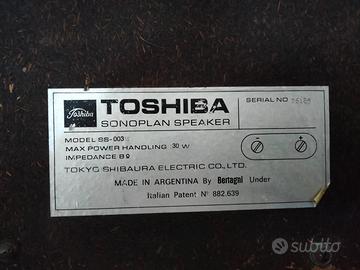 Toshiba
TOSHIBA
SONOPLAN SPEAKER
SERIAL NO
MODEL SS-003
MAX POWER HANDLING 30 W
IMPEDANCE 8 Ω
TOKYO SHIBAURA ELECTRIC CO., LTD.
MADE IN ARGENTINA By Bertagni Under
Italian Patent Nº 882.639
subito